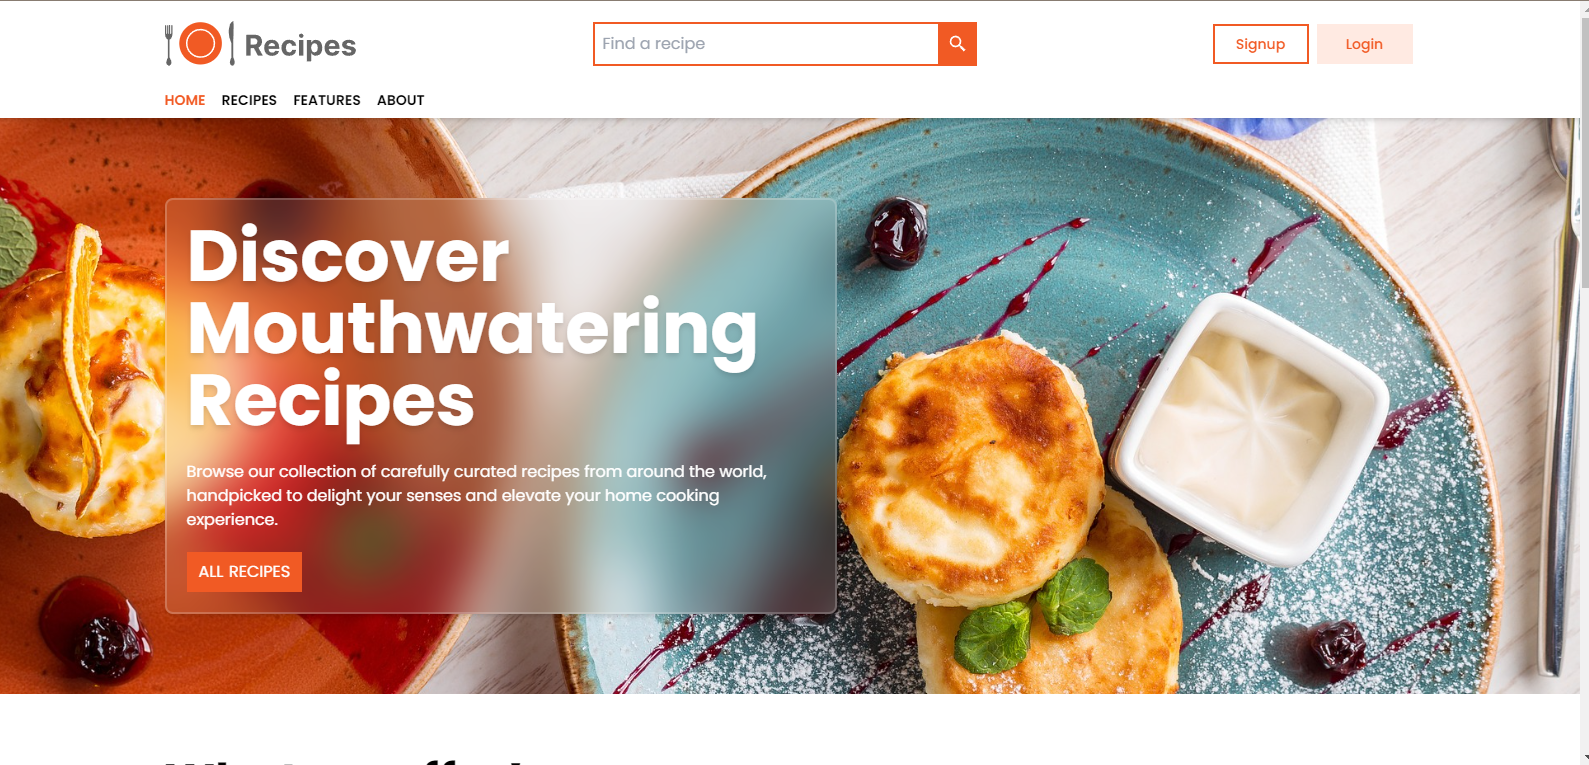 Recipes
Find a recipe
Signup
Login
HOME RECIPES FEATURES ABOUT
Discover
Mouthwatering
Recipes
Browse our collection of carefully curated recipes from around the world,
handpicked to delight your senses and elevate your home cooking
experience.
ALL RECIPES